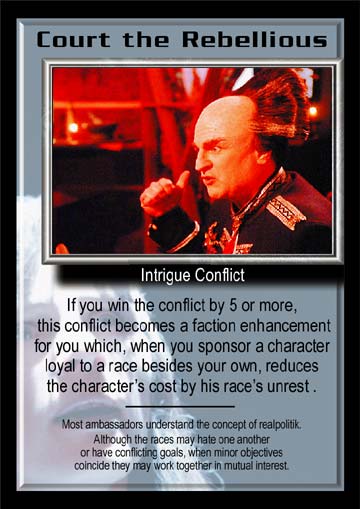 Court the Rebellious
Intrigue Conflict
If you win the conflict by 5 or more,
this conflict becomes a faction enhancement
for you which, when you sponsor a character
loyal to a race besides your own, reduces
the character's cost by his race's unrest .
Most ambassadors understand the concept of realpolitik.
Although the races may hate one another
or have conflicting goals, when minor objectives
coincide they may work together in mutual interest.